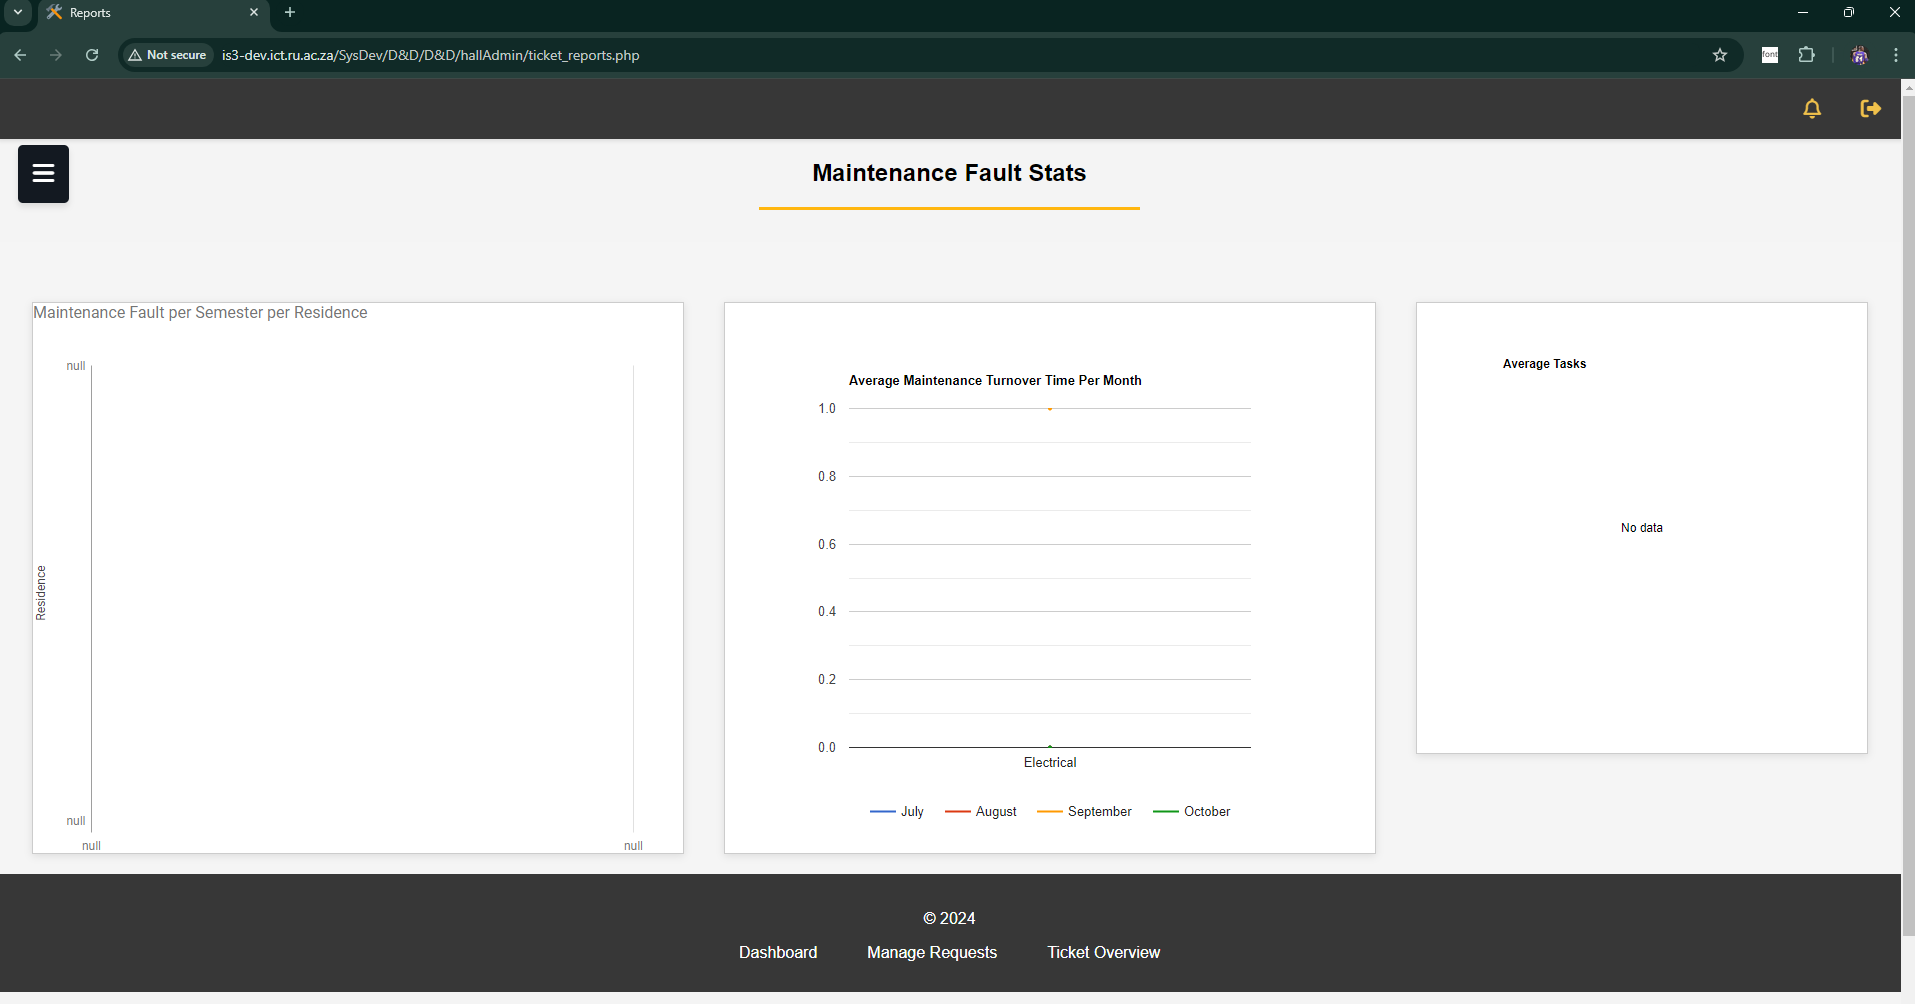 Reports
Not secure
is3-dev.ict.ru.ac.za/SysDev/D&D/D&D/hallAdmin/ticket_reports.php
font
Maintenance Fault Stats
Maintenance Fault per Semester per Residence
null
Residence
null
null
null
Average Maintenance Turnover Time Per Month
1.0
0.8
0.6
0.4
0.2
0.0
Electrical
July
August
September
October
Average Tasks
No data
© 2024
Dashboard
Manage Requests
Ticket Overview